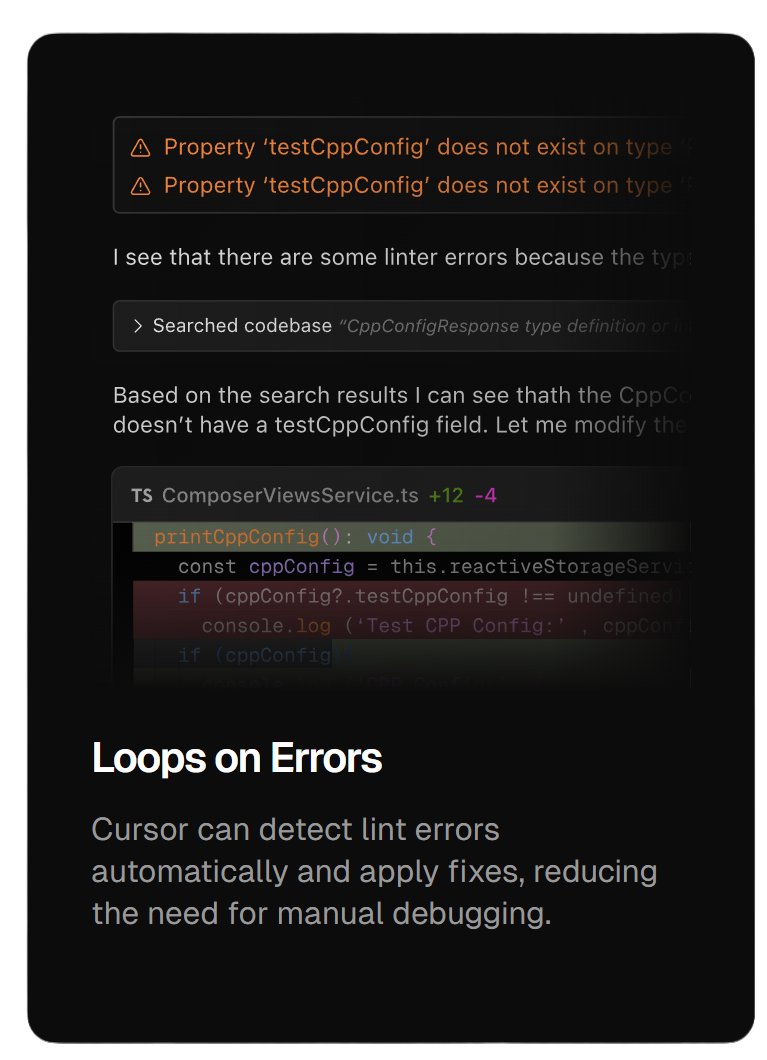 Property ‘testCppConfig’ does not exist on type
Property ‘testCppConfig’ does not exist on type
I see that there are some linter errors because the type
> Searched codebase “CppConfigResponse type definition or
Based on the search results I can see thath the CppCo
doesn’t have a testCppConfig field. Let me modify the
TS ComposerViewsService.ts +12 -4
printCppConfig(): void {
const cppConfig = this.reactiveStorageServi
if (cppConfig?.testCppConfig !== undefined)
console.log (‘Test CPP Config:’ , cppConf
if (cppConfig)
Loops on Errors
Cursor can detect lint errors
automatically and apply fixes, reducing
the need for manual debugging.